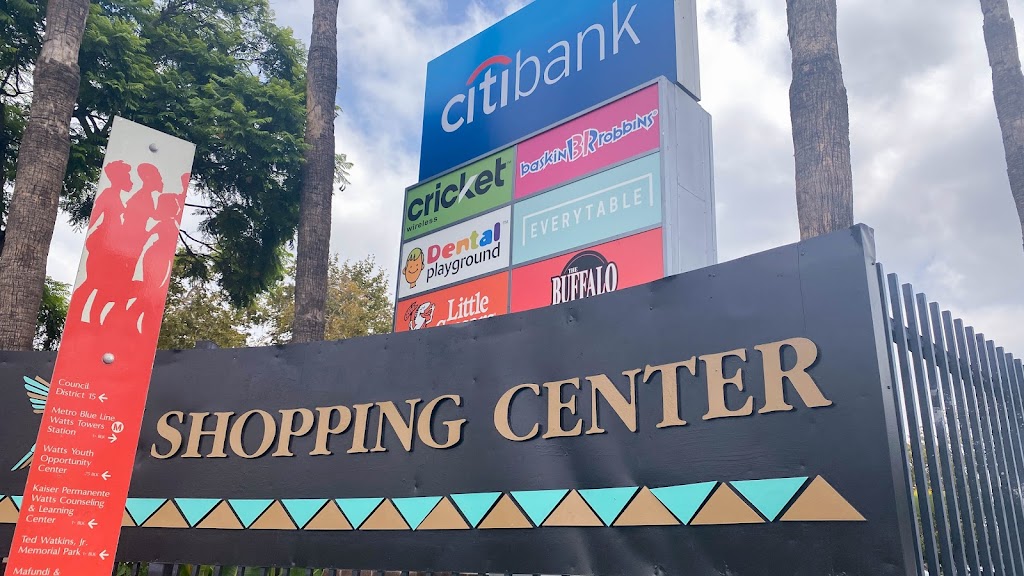 citibank
cricket
wireless
baskin BR robbins
Dental
playground
EVERYTABLE
Little
THE
BUFFALO
SHOPPING CENTER
Council
District 15
Metro Blue Line
Watts Towers M
Station
Watts Youth
Opportunity
Center
Kaiser Permanente
Watts Counseling
& Learning
Center
Ted Watkins, Jr.
Memorial Park
Mafundi &